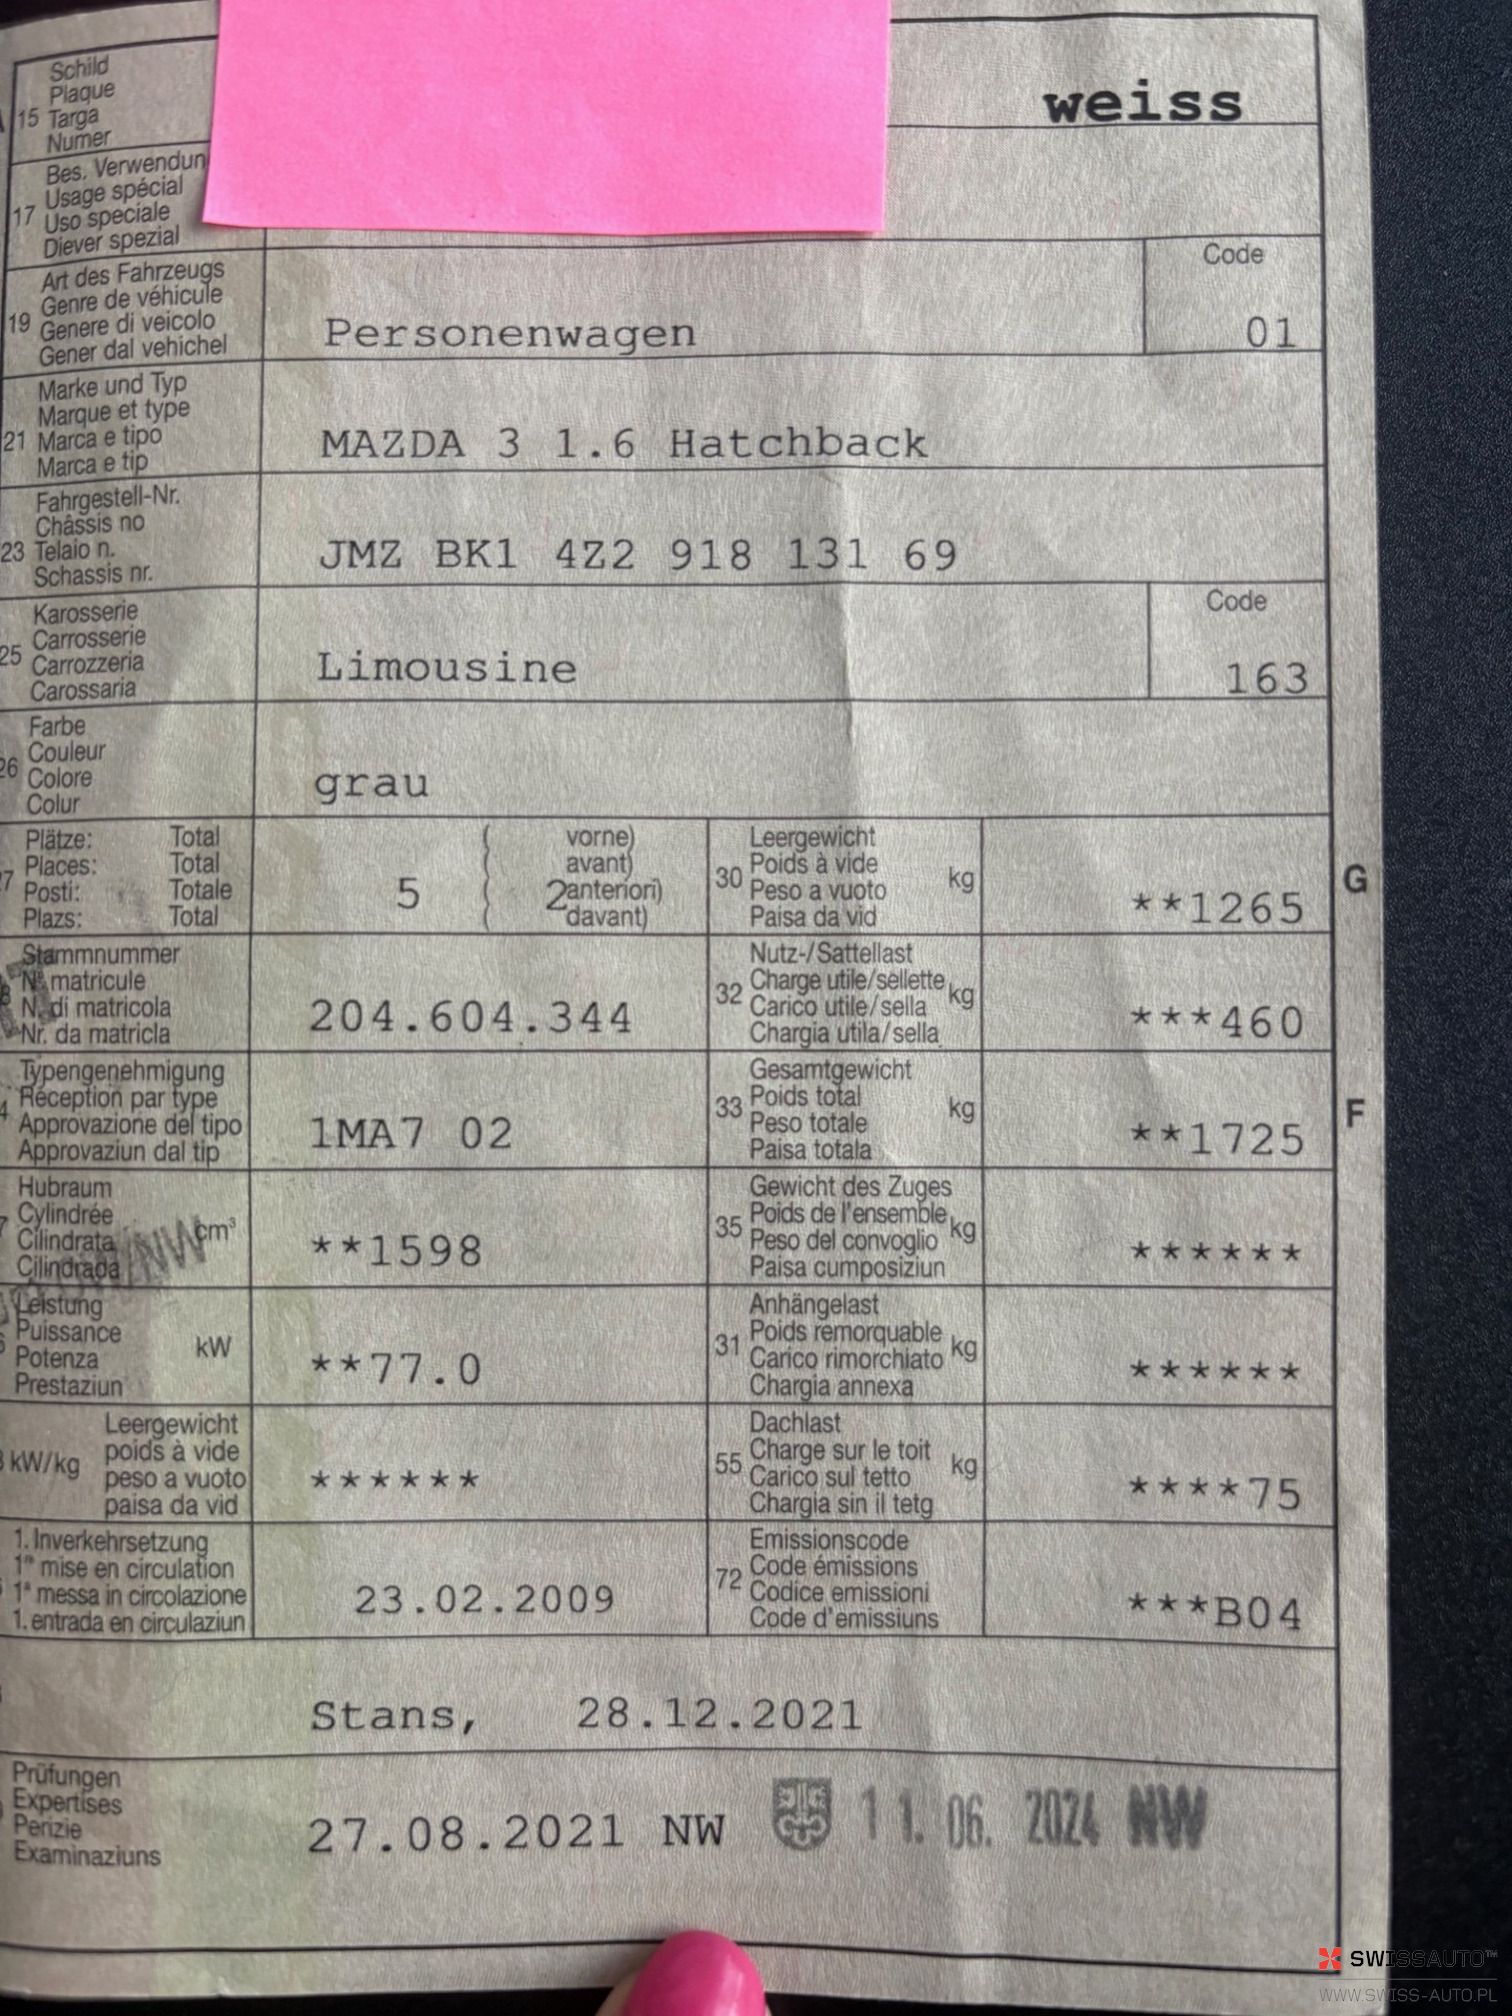 Schild
Plaque
weiss
15 Targa
Numer
Bes. Verwendun
Usage spécial
17 Uso speciale
Diever spezial
Art des Fahrzeugs
Genre de véhicule
19 Genere di veicolo
Gener dal vehichel
Personenwagen
Code
01
Marke und Typ
Marque et type
21 Marca e tipo
Marca e tip
MAZDA 3 1.6 Hatchback
Fahrgestell-Nr.
Châssis no
23 Telaio n.
Schassis nr.
JMZ BK1 4Z2 918 131 69
Karosserie
Carrosserie
25 Carrozzeria
Carossaria
Limousine
Code
163
Farbe
Couleur
26 Colore
Colur
grau
Plätze: Total
Places: Total
7 Posti: Totale
Plazs: Total
5
( vorne)
( avant)
( 2 anteriori)
( davant)
Leergewicht
30 Poids à vide kg
Peso a vuoto
Paisa da vid
**1265
G
Stammnummer
N° matricule
N. di matricola
Nr. da matricla
204.604.344
Nutz-/Sattellast
32 Charge utile/sellette kg
Carico utile/sella
Chargia utila/sella
***460
Typengenehmigung
Réception par type
4 Approvazione del tipo
Approvaziun dal tip
1MA7 02
Gesamtgewicht
33 Poids total kg
Peso totale
Paisa totala
**1725
F
Hubraum
7 Cylindrée cm³
Cilindrata
Cilindrada
NW
**1598
Gewicht des Zuges
35 Poids de l'ensemble kg
Peso del convoglio
Paisa cumposiziun
******
Leistung
Puissance kW
Potenza
Prestaziun
**77.0
Anhängelast
31 Poids remorquable kg
Carico rimorchiato
Chargia annexa
******
Leergewicht
kW/kg poids à vide
peso a vuoto
paisa da vid
******
Dachlast
55 Charge sur le toit kg
Carico sul tetto
Chargia sin il tetg
****75
1. Inverkehrsetzung
1re mise en circulation
1a messa in circolazione
1. entrada en circulaziun
23.02.2009
Emissionscode
72 Code émissions
Codice emissioni
Code d'emissiuns
***B04
Stans, 28.12.2021
Prüfungen
Expertises
Perizie
Examinaziuns
27.08.2021 NW 11. 06. 2024 NW
SWISSAUTO™
WWW.SWISS-AUTO.PL